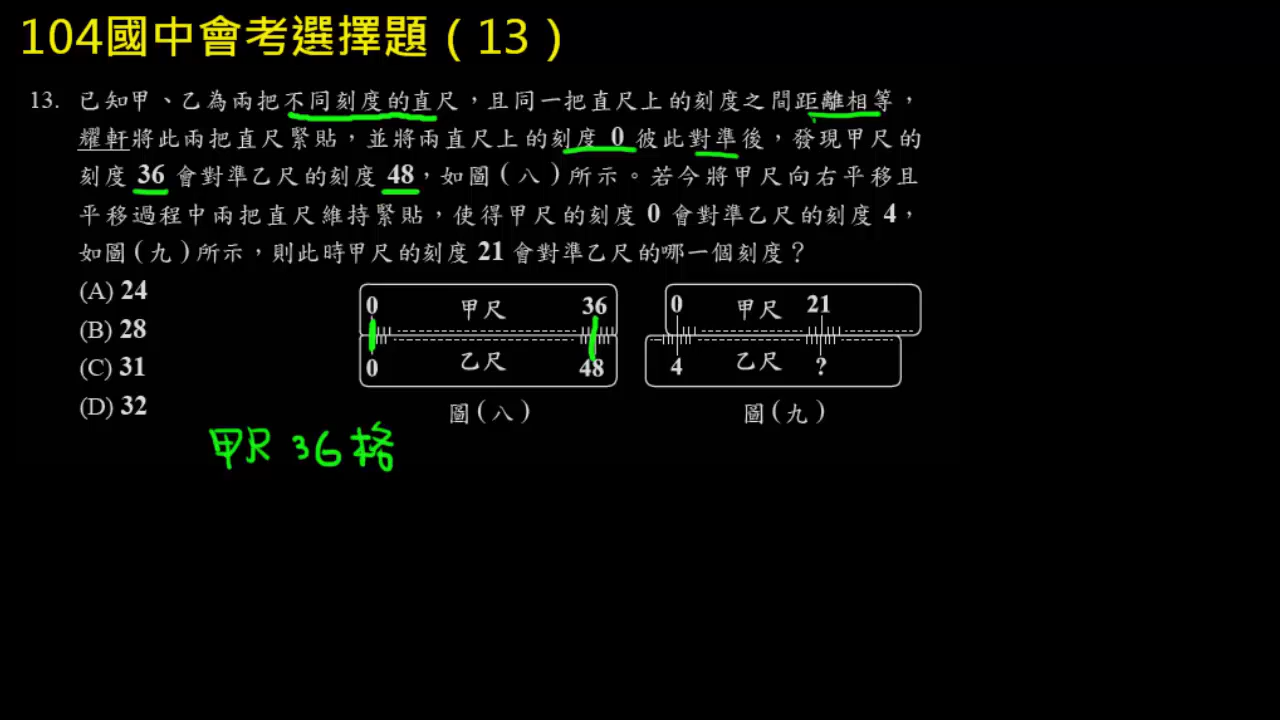 104國中會考選擇題（13）
13. 已知甲、乙為兩把不同刻度的直尺，且同一把直尺上的刻度之間距離相等，
耀軒將此兩把直尺緊貼，並將兩直尺上的刻度 0 彼此對準後，發現甲尺的
刻度 36 會對準乙尺的刻度 48，如圖(八)所示。若今將甲尺向右平移且
平移過程中兩把直尺維持緊貼，使得甲尺的刻度 0 會對準乙尺的刻度 4，
如圖(九)所示，則此時甲尺的刻度 21 會對準乙尺的哪一個刻度？
(A) 24
(B) 28
(C) 31
(D) 32
0 甲尺 36
0 乙尺 48
圖(八)
0 甲尺 21
4 乙尺 ?
圖(九)
甲尺 36 格